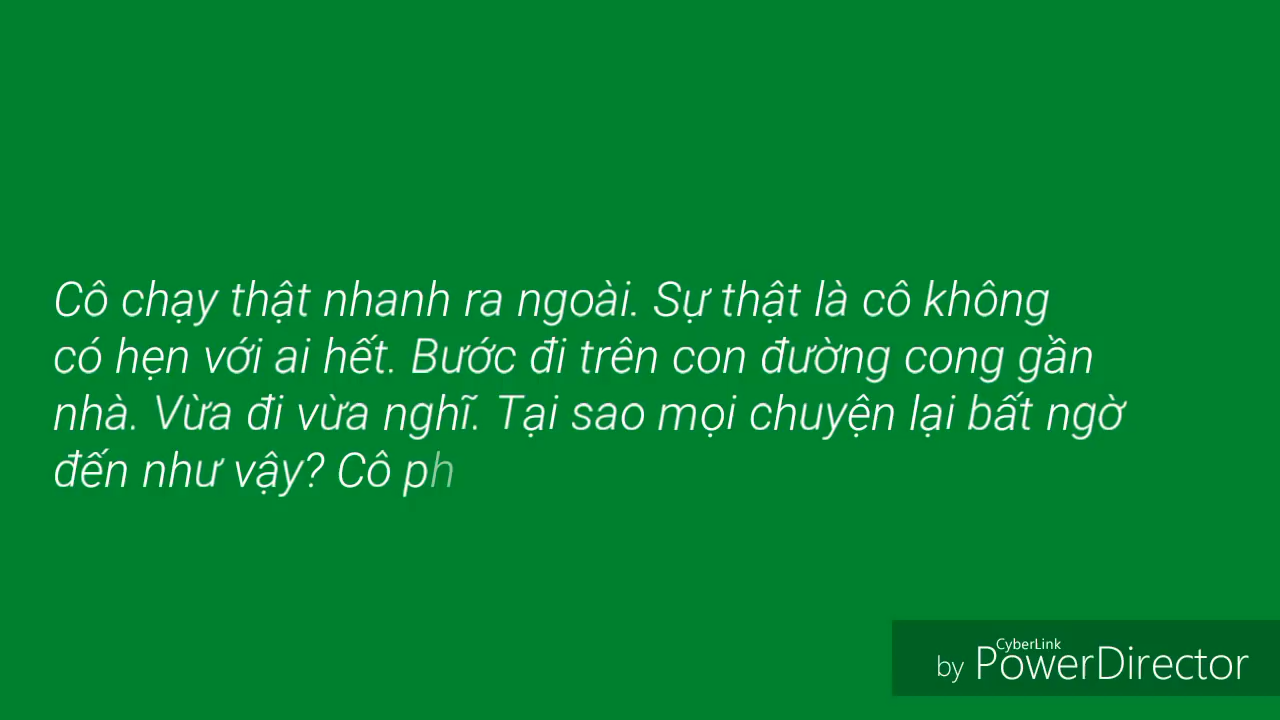 Cô chạy thật nhanh ra ngoài. Sự thật là cô không
có hẹn với ai hết. Bước đi trên con đường cong gần
nhà. Vừa đi vừa nghĩ. Tại sao mọi chuyện lại bất ngờ
đến như vậy? Cô ph
CyberLink
by PowerDirector